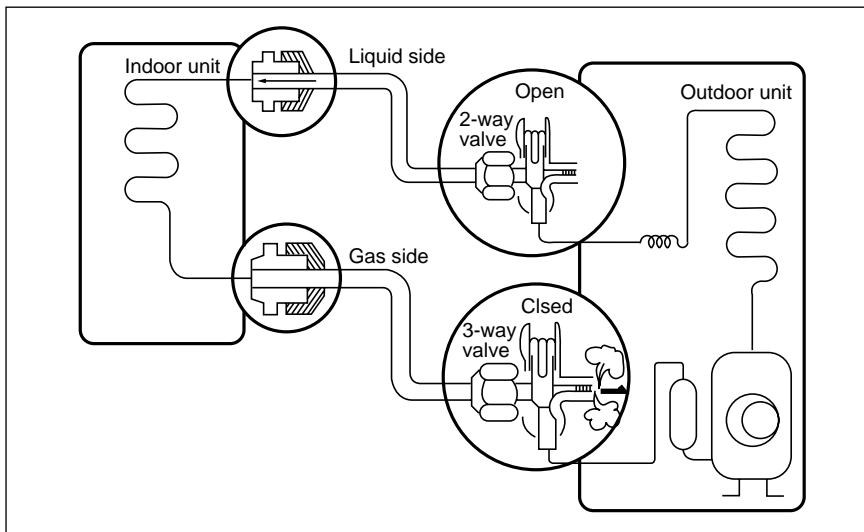 Indoor unit
Liquid side
Open
2-way
valve
Outdoor unit
Gas side
Clsed
3-way
valve